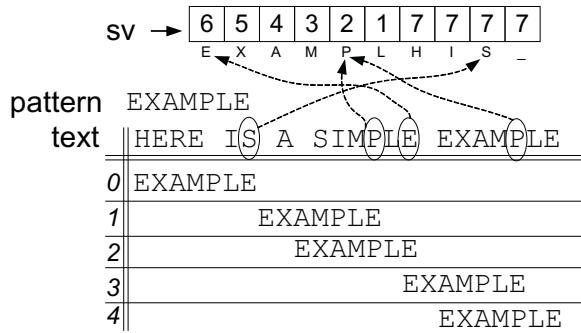 sv 6 5 4 3 2 1 7 7 7 7
E X A M P L H I S _
pattern EXAMPLE
text HERE IS A SIMPLE EXAMPLE
0 EXAMPLE
1 EXAMPLE
2 EXAMPLE
3 EXAMPLE
4 EXAMPLE